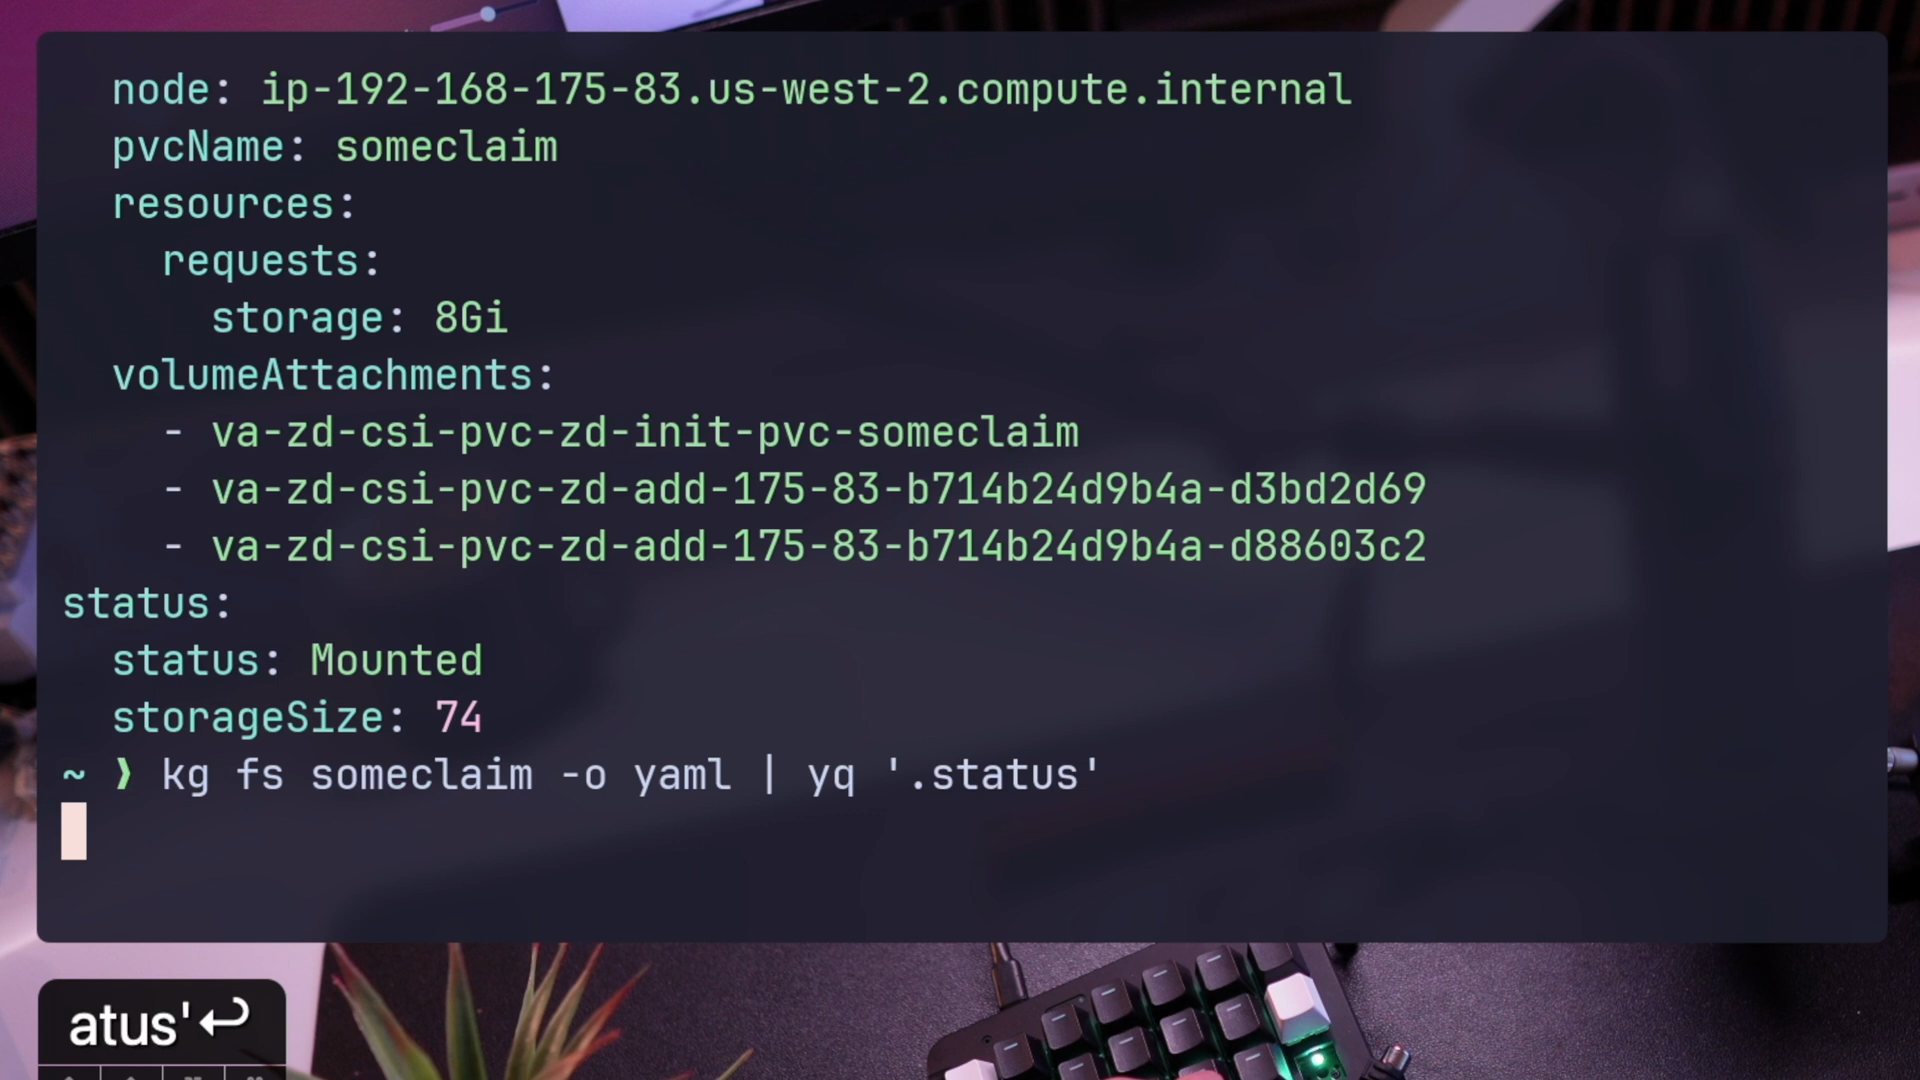 node: ip-192-168-175-83.us-west-2.compute.internal
pvcName: someclaim
resources:
requests:
storage: 8Gi
volumeAttachments:
- va-zd-csi-pvc-zd-init-pvc-someclaim
- va-zd-csi-pvc-zd-add-175-83-b714b24d9b4a-d3bd2d69
- va-zd-csi-pvc-zd-add-175-83-b714b24d9b4a-d88603c2
status:
status: Mounted
storageSize: 74
~ ❯ kg fs someclaim -o yaml | yq '.status'
atus'↩